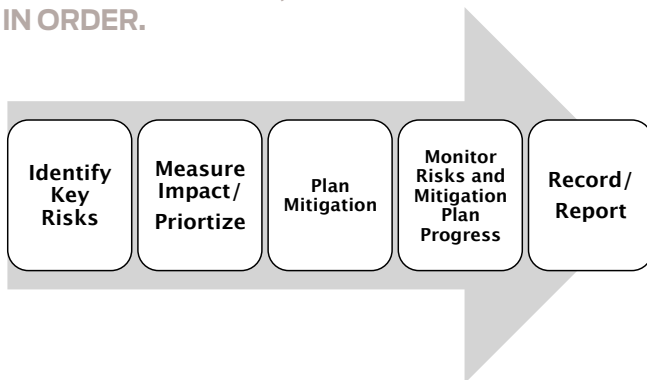 IN ORDER.
Identify
Key
Risks
Measure
Impact/
Priortize
Plan
Mitigation
Monitor
Risks and
Mitigation
Plan
Progress
Record/
Report